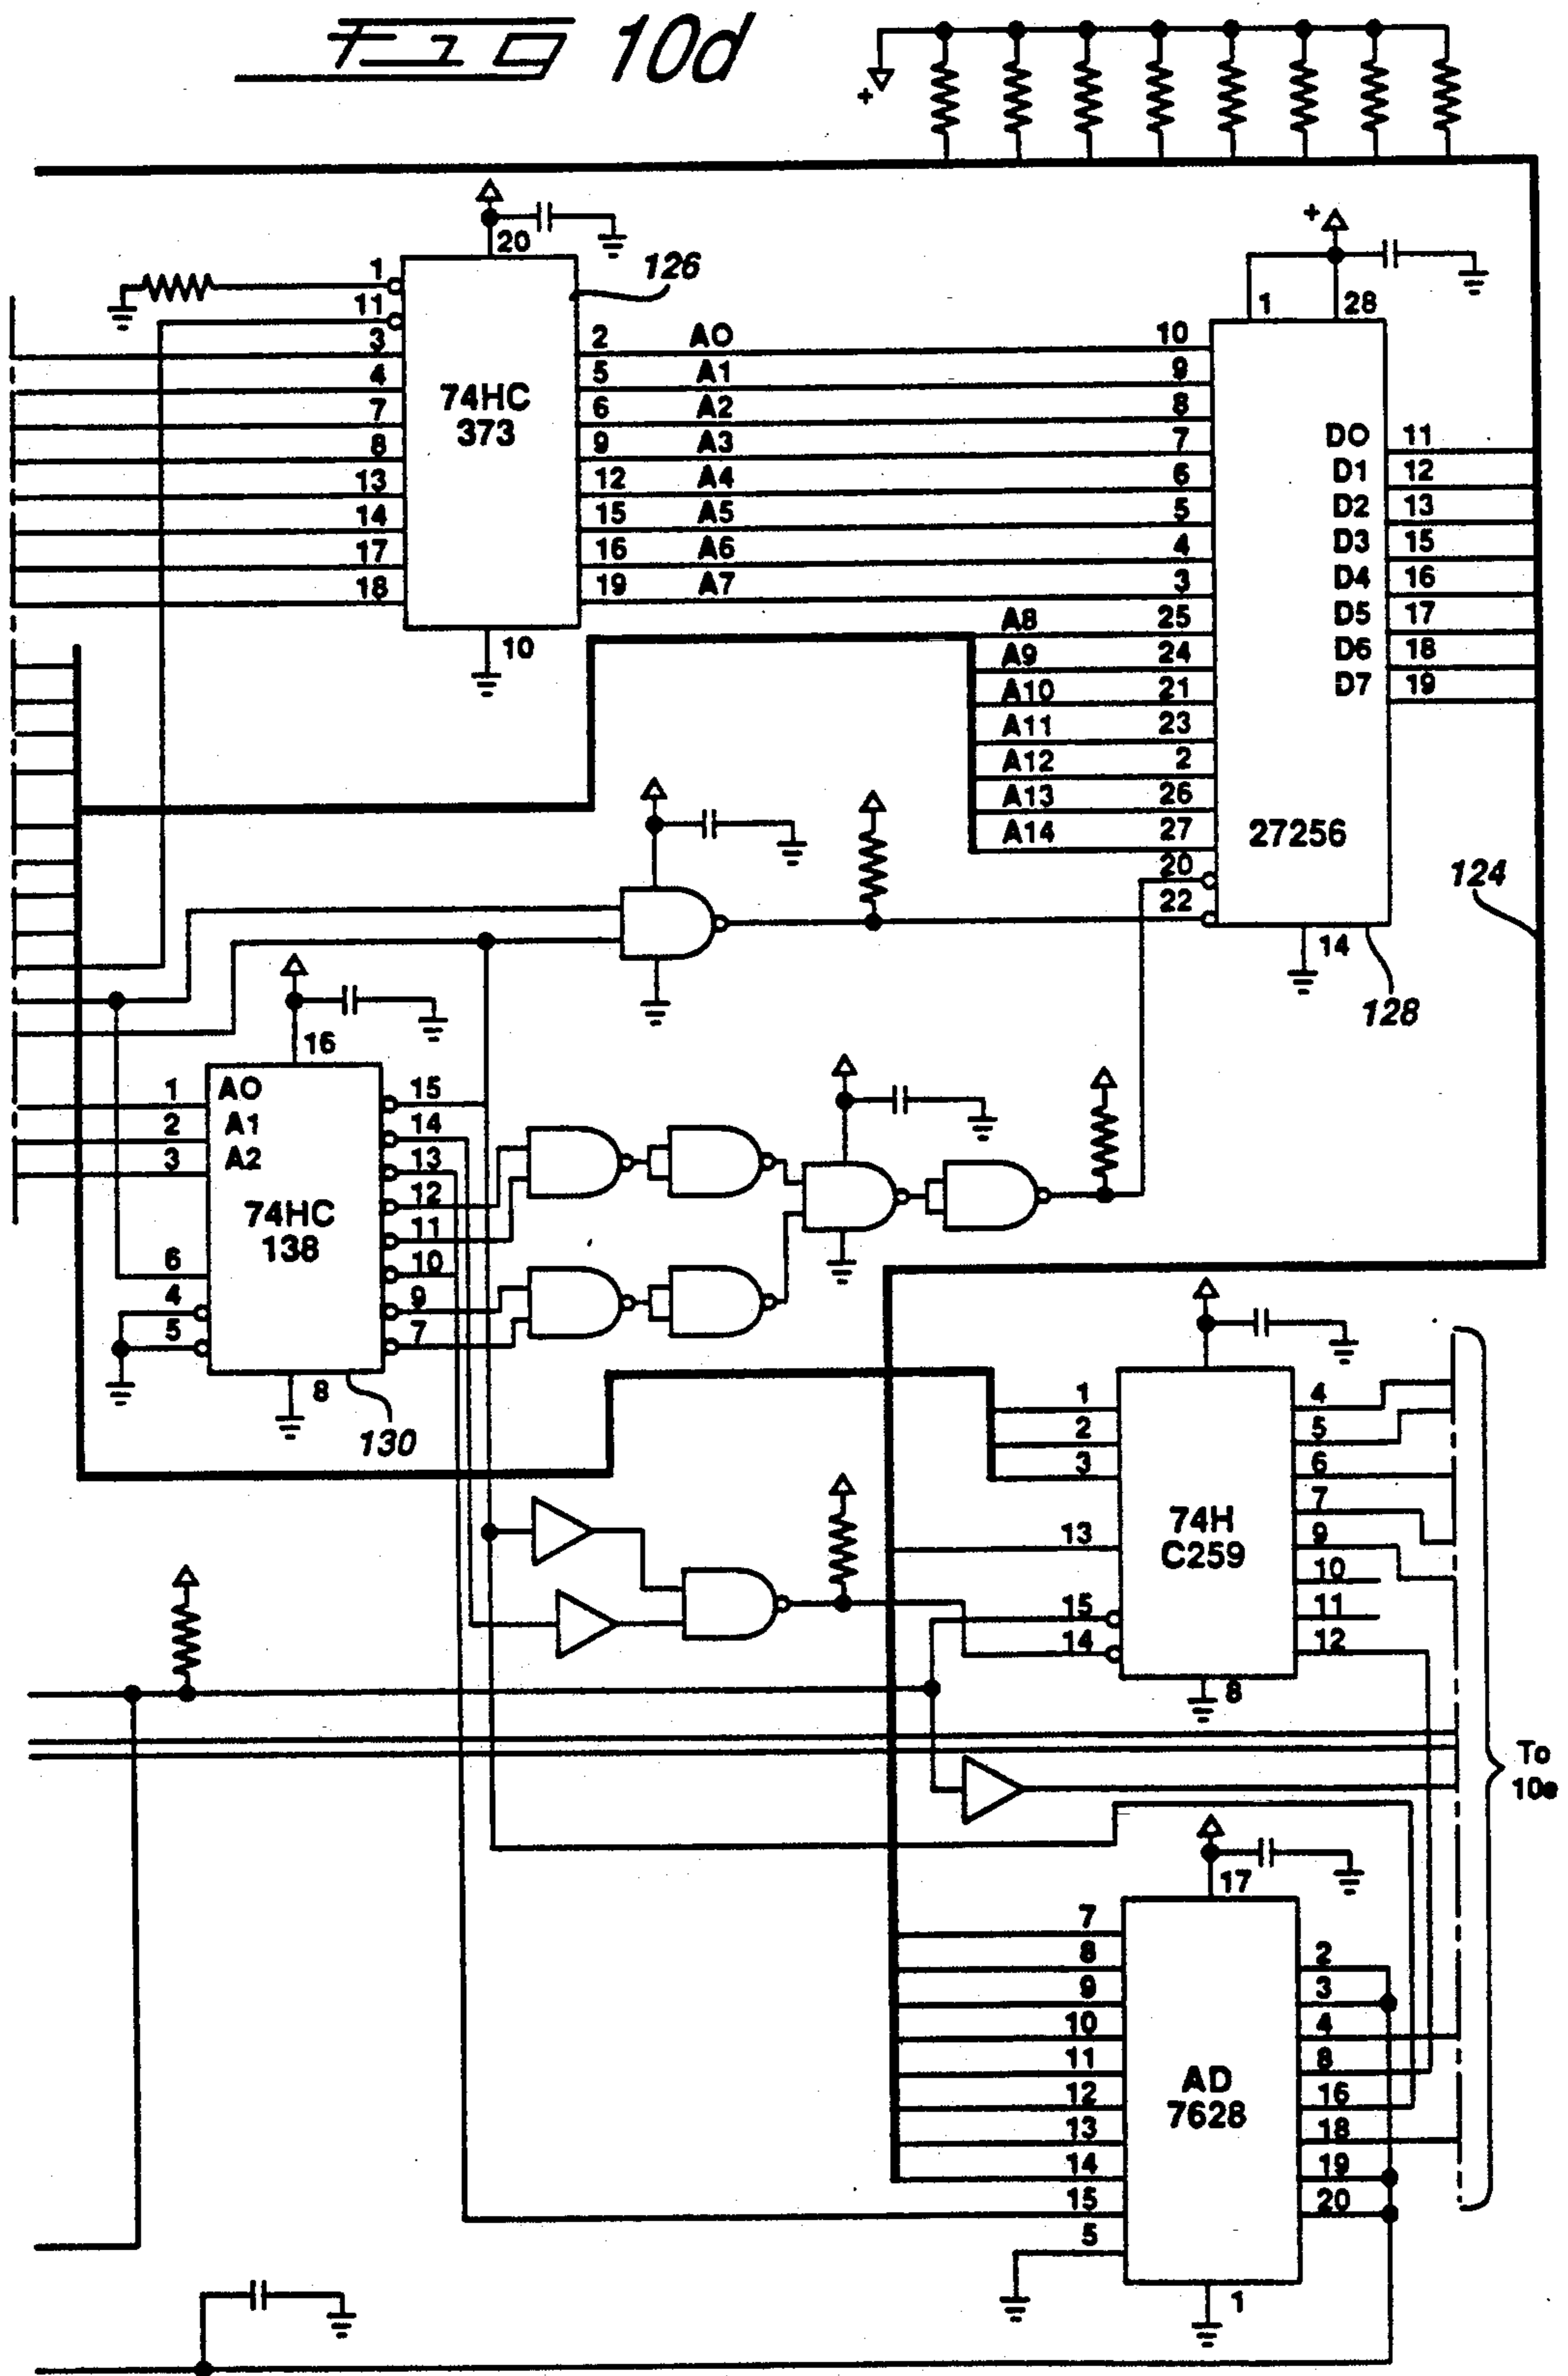 Fig 10d
+
20
1
126
11
3
2 A0 10
4
5 A1 9
7
6 A2 8
8
9 A3 7
13
12 A4 6
14
15 A5 5
17
16 A6 4
18
19 A7 3
74HC
373
10
+
1 28
A8 25
A9 24
A10 21
A11 23
A12 2
A13 26
A14 27
20
22
D0 11
D1 12
D2 13
D3 15
D4 16
D5 17
D6 18
D7 19
27256
14
128
124
16
1 A0 15
2 A1 14
3 A2 13
12
74HC
138
11
6 10
4 9
5 7
8
130
1 4
2 5
3 6
7
74H
C259
13 9
10
15 11
14 12
8
To
10e
17
7
8 2
9 3
10 4
11 8
AD
7628
12 16
13 18
14 19
15 20
5
1